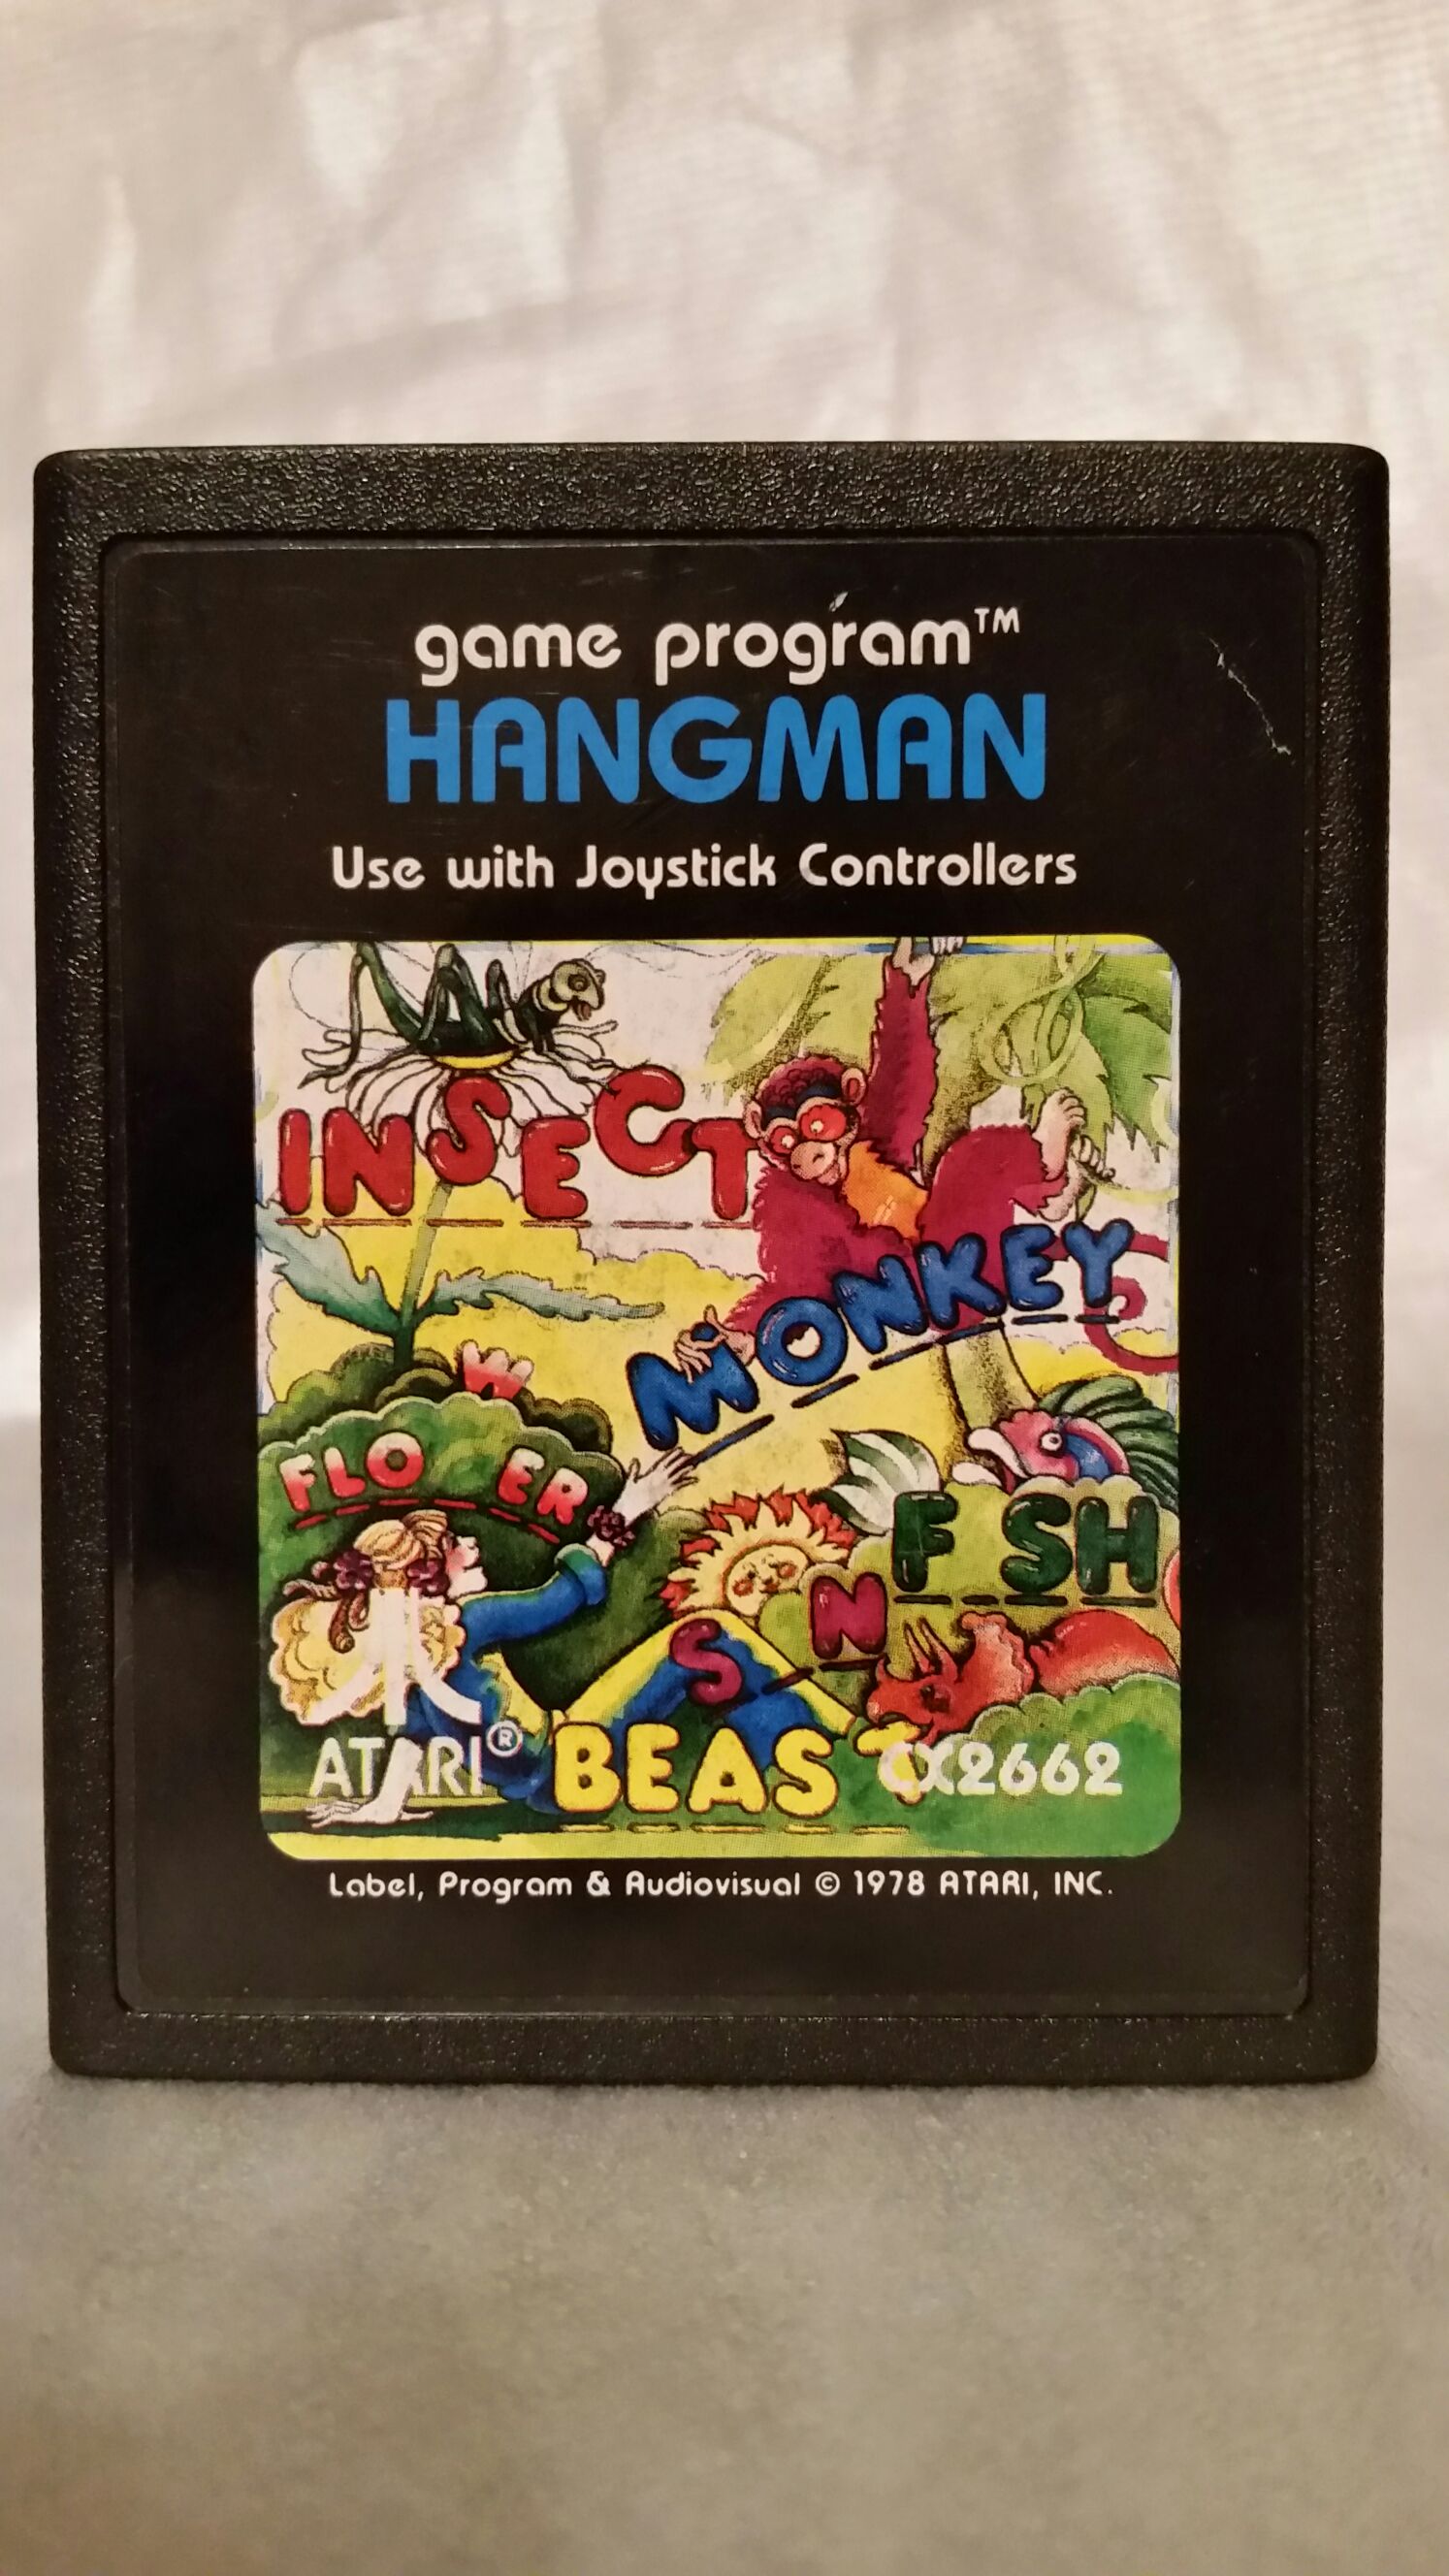 game program™
HANGMAN
Use with Joystick Controllers
INSECT
MONKEY
W
FLO ER
F SH
S N
ATARI®
BEAST
CX2662
Label, Program & Audiovisual © 1978 ATARI, INC.